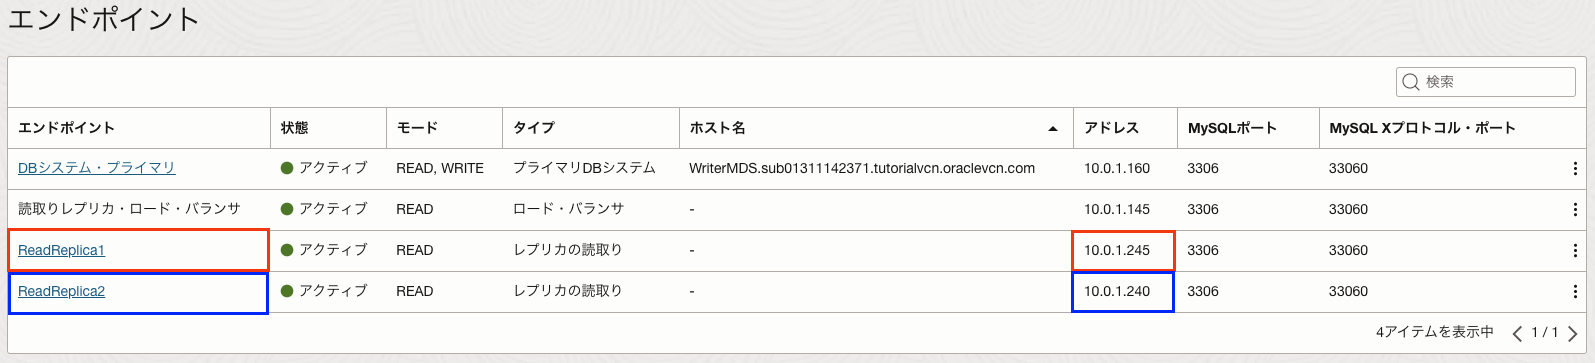 エンドポイント
検索
エンドポイント 状態 モード タイプ ホスト名 アドレス MySQLポート MySQL Xプロトコル・ポート
DBシステム・プライマリ アクティブ READ, WRITE プライマリDBシステム WriterMDS.sub01311142371.tutorialvcn.oraclevcn.com 10.0.1.160 3306 33060
読取りレプリカ・ロード・バランサ アクティブ READ ロード・バランサ - 10.0.1.145 3306 33060
ReadReplica1 アクティブ READ レプリカの読取り - 10.0.1.245 3306 33060
ReadReplica2 アクティブ READ レプリカの読取り - 10.0.1.240 3306 33060
4アイテムを表示中 1 / 1